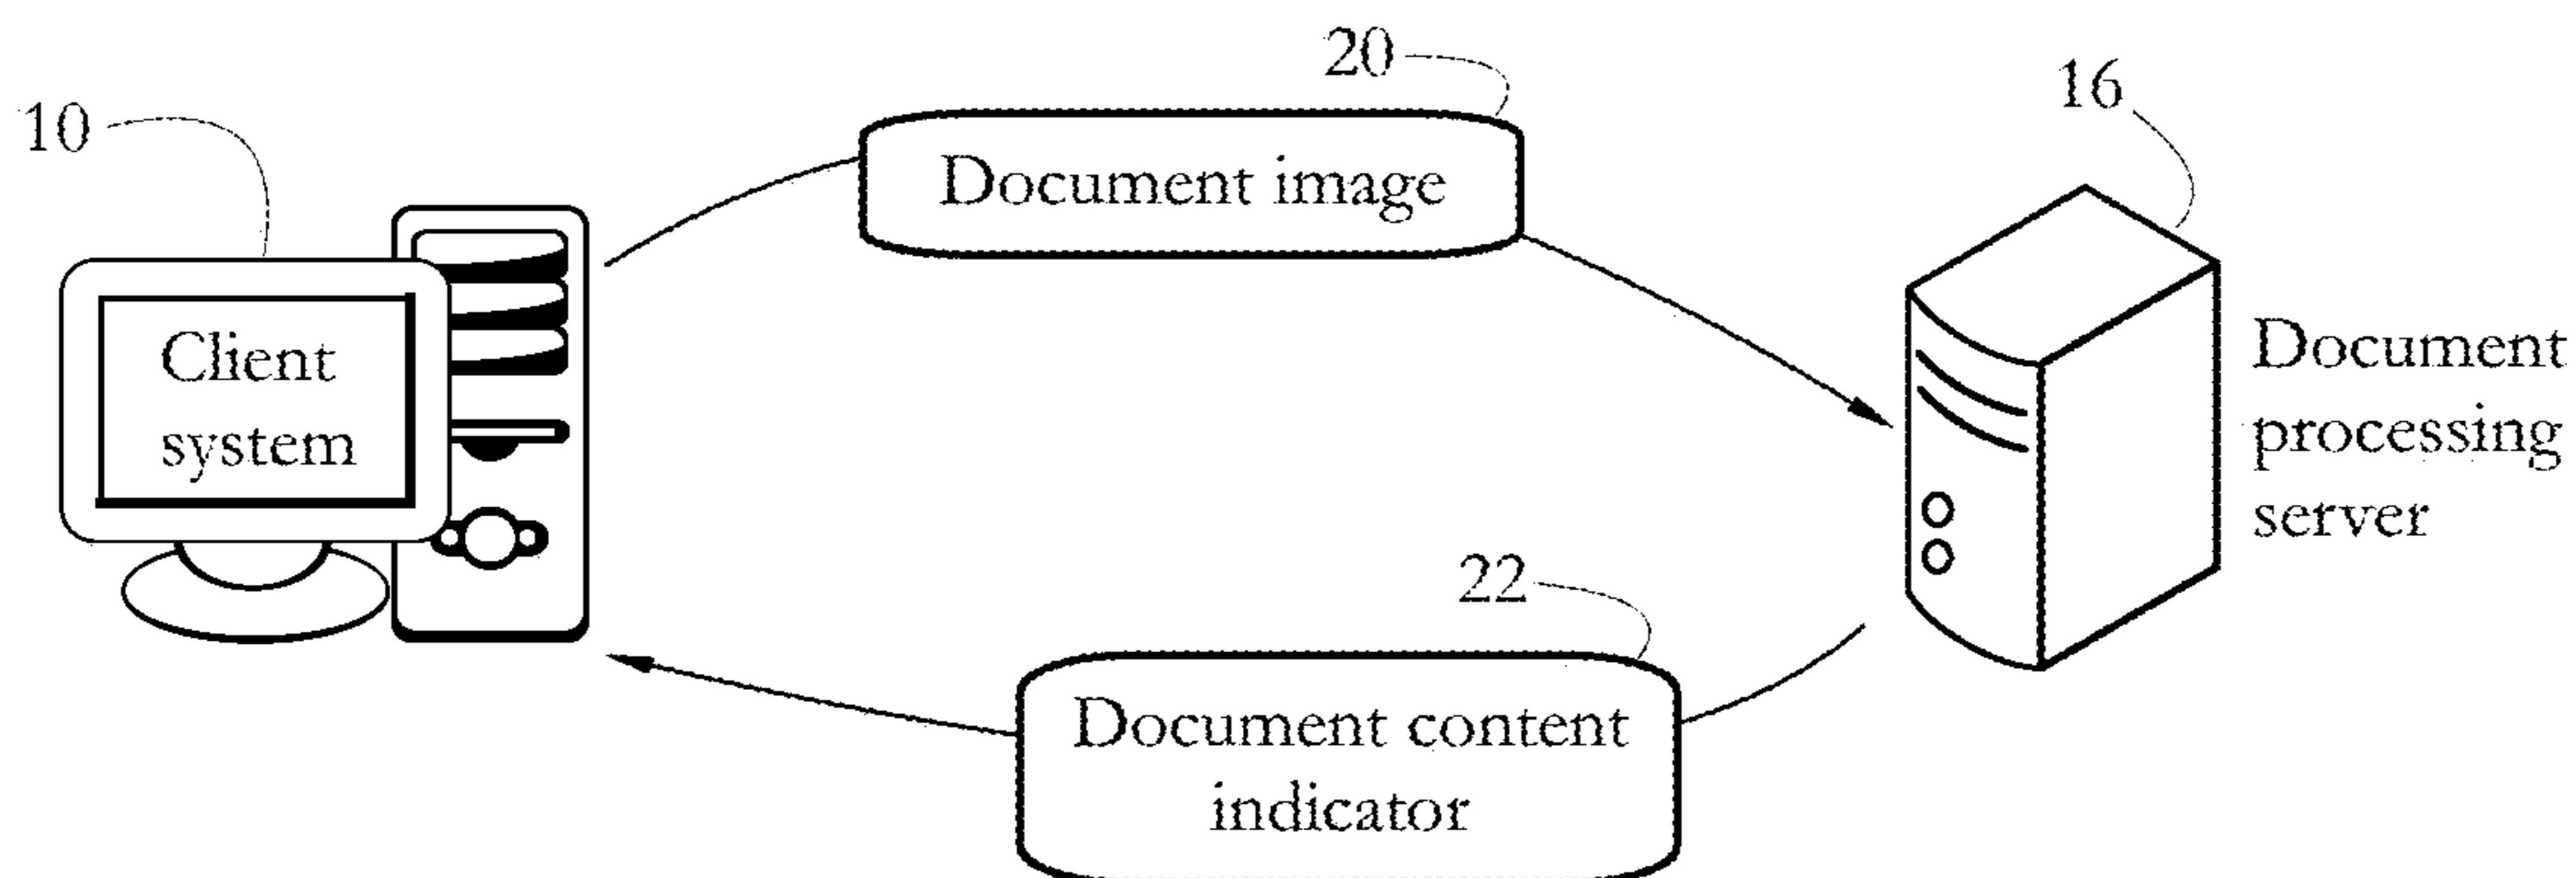 20
Document image
16
10
Client
system
Document
processing
server
22
Document content
indicator